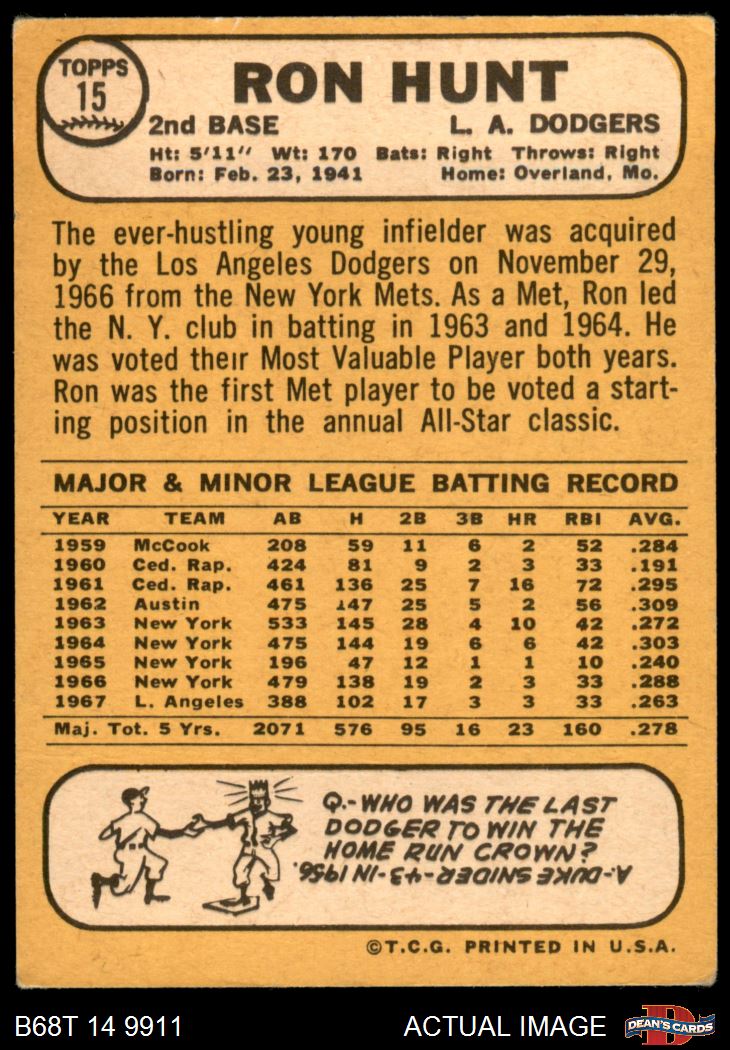 TOPPS
15
RON HUNT
2nd BASE L. A. DODGERS
Ht: 5'11" Wt: 170 Bats: Right Throws: Right
Born: Feb. 23, 1941 Home: Overland, Mo.
The ever-hustling young infielder was acquired
by the Los Angeles Dodgers on November 29,
1966 from the New York Mets. As a Met, Ron led
the N. Y. club in batting in 1963 and 1964. He
was voted their Most Valuable Player both years.
Ron was the first Met player to be voted a start-
ing position in the annual All-Star classic.
MAJOR & MINOR LEAGUE BATTING RECORD
YEAR TEAM AB H 2B 3B HR RBI AVG.
1959 McCook 208 59 11 6 2 52 .284
1960 Ced. Rap. 424 81 9 2 3 33 .191
1961 Ced. Rap. 461 136 25 7 16 72 .295
1962 Austin 475 147 25 5 2 56 .309
1963 New York 533 145 28 4 10 42 .272
1964 New York 475 144 19 6 6 42 .303
1965 New York 196 47 12 1 1 10 .240
1966 New York 479 138 19 2 3 33 .288
1967 L. Angeles 388 102 17 3 3 33 .263
Maj. Tot. 5 Yrs. 2071 576 95 16 23 160 .278
Q.-WHO WAS THE LAST
DODGER TO WIN THE
HOME RUN CROWN?
A-DUKE SNIDER-43-IN 1956.
©T.C.G. PRINTED IN U.S.A.
B68T 14 9911 ACTUAL IMAGE
D
DEAN'S CARDS